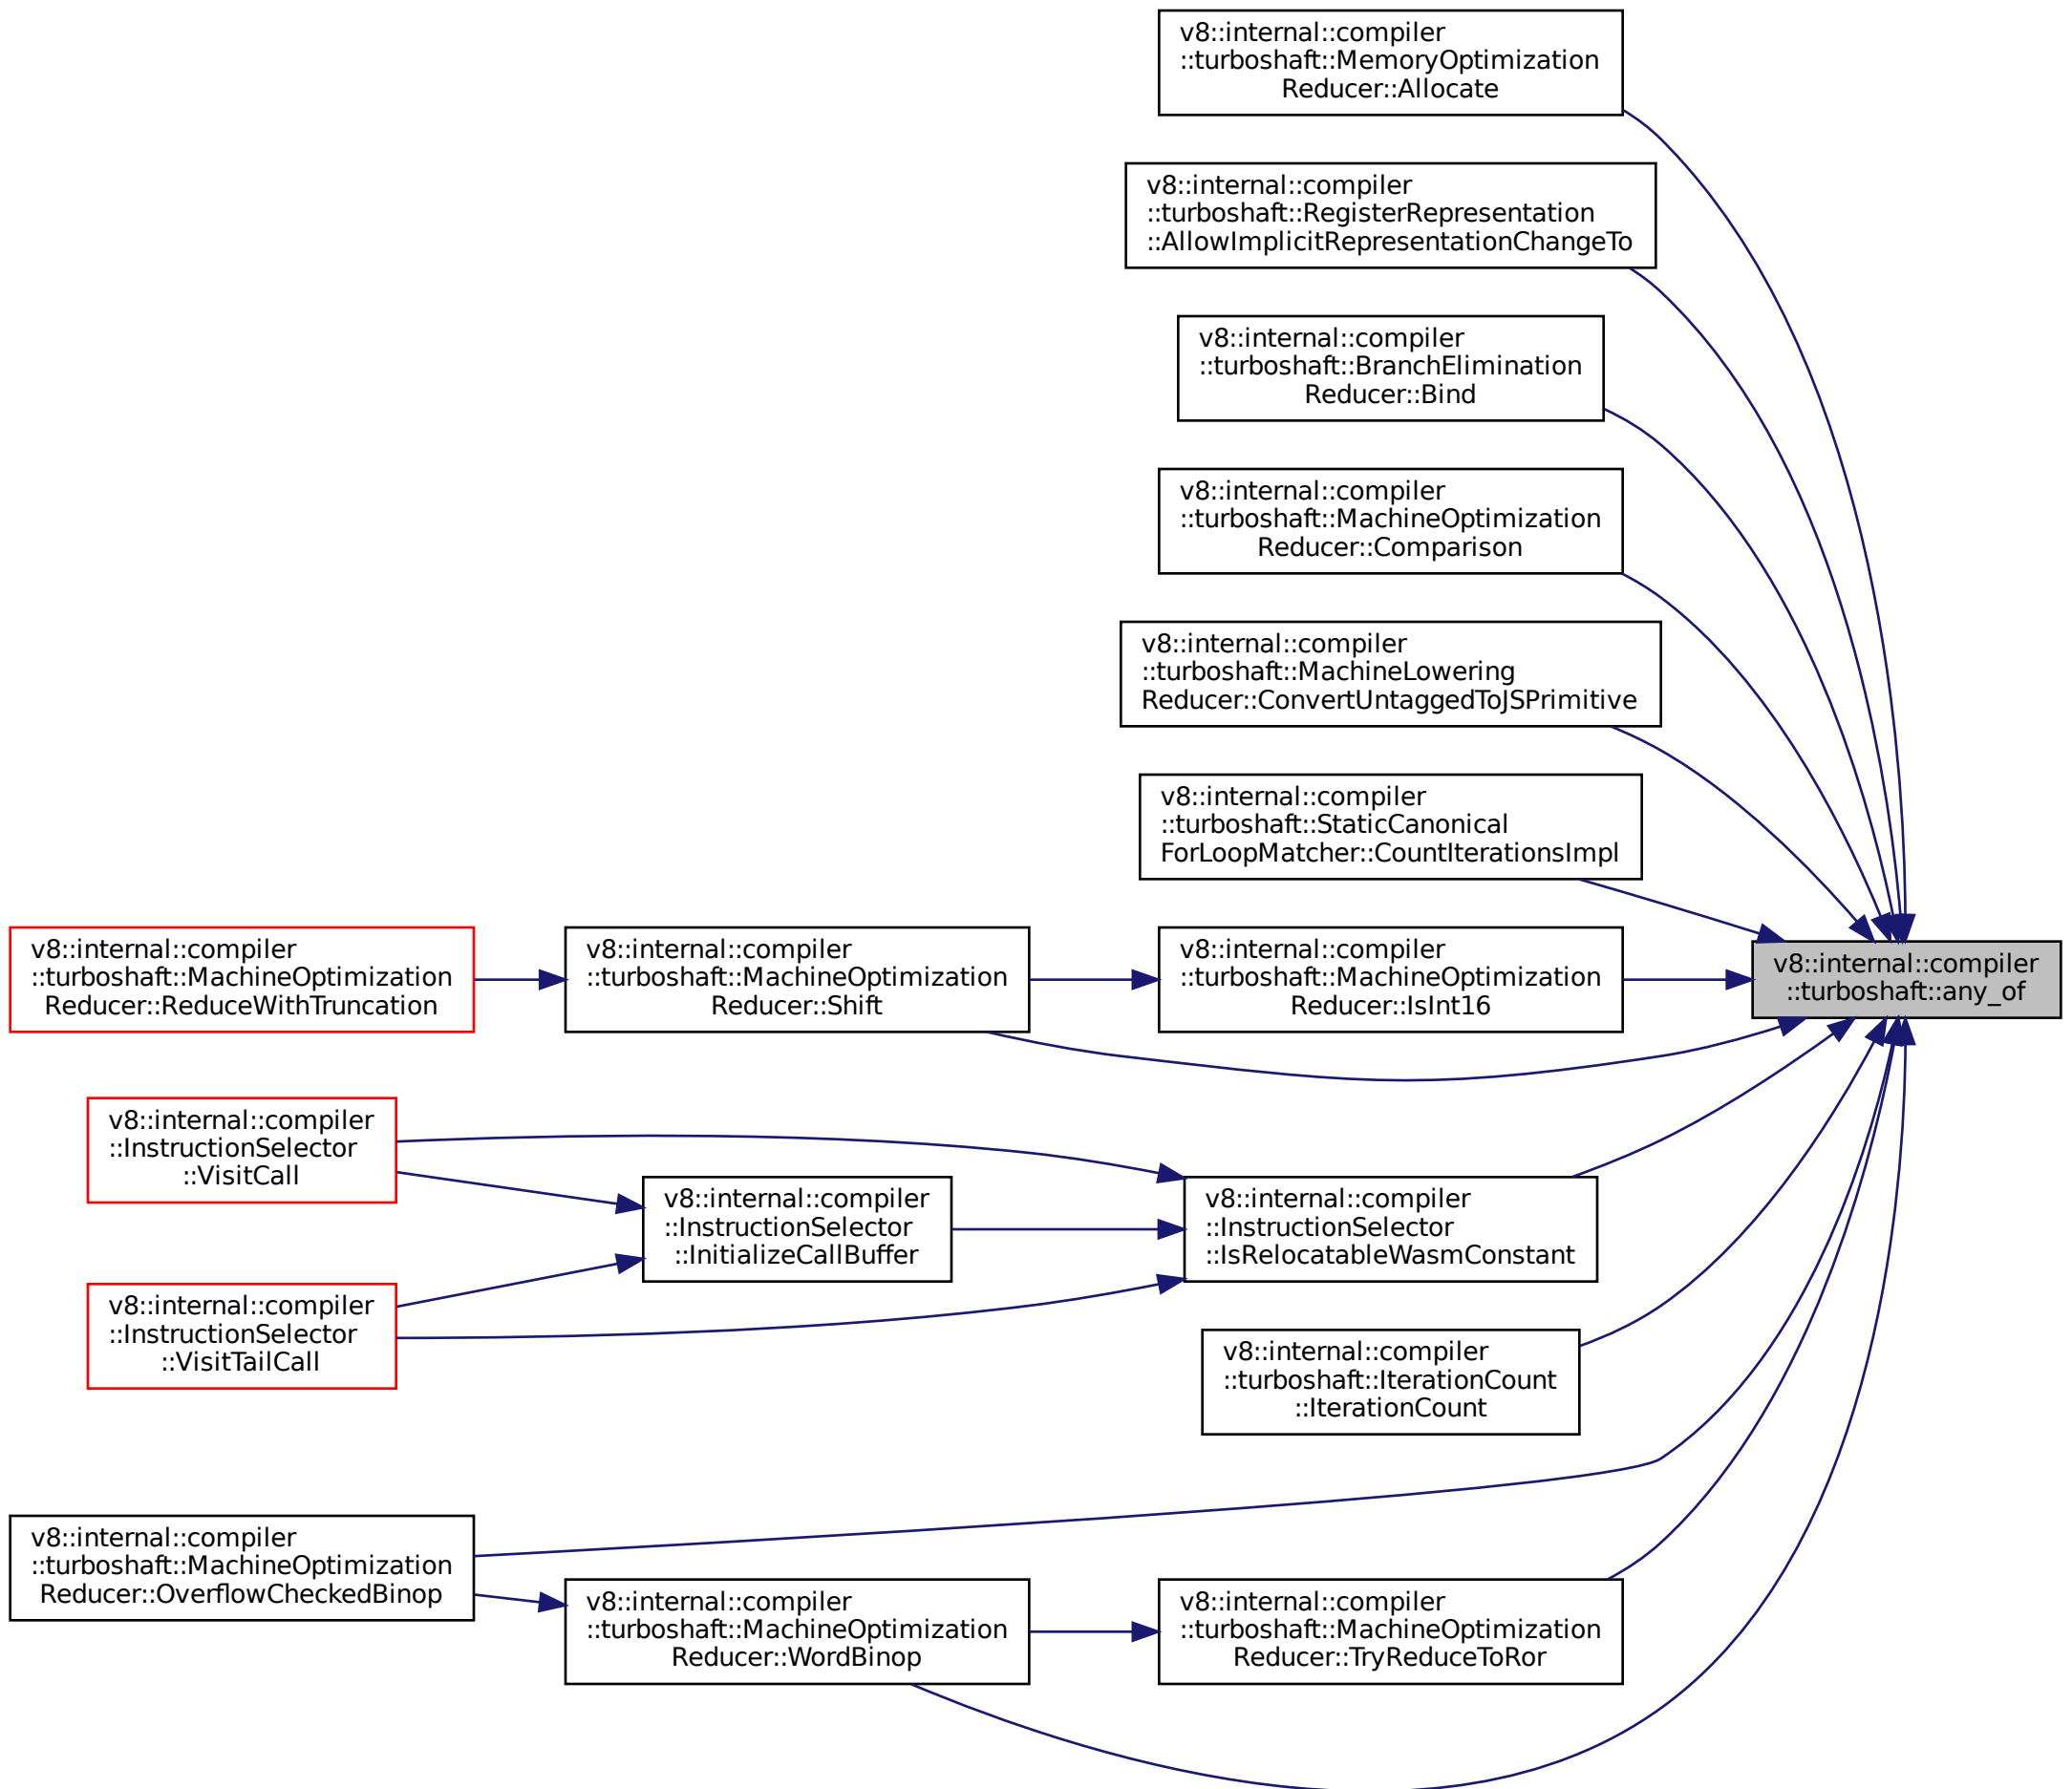 v8::internal::compiler
::turboshaft::MemoryOptimization
Reducer::Allocate
v8::internal::compiler
::turboshaft::RegisterRepresentation
::AllowImplicitRepresentationChangeTo
v8::internal::compiler
::turboshaft::BranchElimination
Reducer::Bind
v8::internal::compiler
::turboshaft::MachineOptimization
Reducer::Comparison
v8::internal::compiler
::turboshaft::MachineLowering
Reducer::ConvertUntaggedToJSPrimitive
v8::internal::compiler
::turboshaft::StaticCanonical
ForLoopMatcher::CountIterationsImpl
v8::internal::compiler
::turboshaft::MachineOptimization
Reducer::ReduceWithTruncation
v8::internal::compiler
::turboshaft::MachineOptimization
Reducer::Shift
v8::internal::compiler
::turboshaft::MachineOptimization
Reducer::IsInt16
v8::internal::compiler
::turboshaft::any_of
v8::internal::compiler
::InstructionSelector
::VisitCall
v8::internal::compiler
::InstructionSelector
::InitializeCallBuffer
v8::internal::compiler
::InstructionSelector
::IsRelocatableWasmConstant
v8::internal::compiler
::InstructionSelector
::VisitTailCall
v8::internal::compiler
::turboshaft::IterationCount
::IterationCount
v8::internal::compiler
::turboshaft::MachineOptimization
Reducer::OverflowCheckedBinop
v8::internal::compiler
::turboshaft::MachineOptimization
Reducer::WordBinop
v8::internal::compiler
::turboshaft::MachineOptimization
Reducer::TryReduceToRor